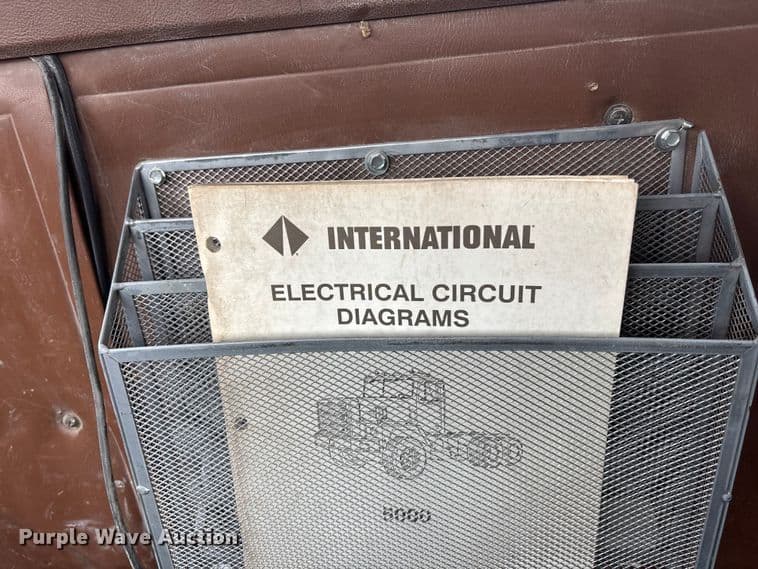 INTERNATIONAL
ELECTRICAL CIRCUIT
DIAGRAMS
Purple Wave Auction